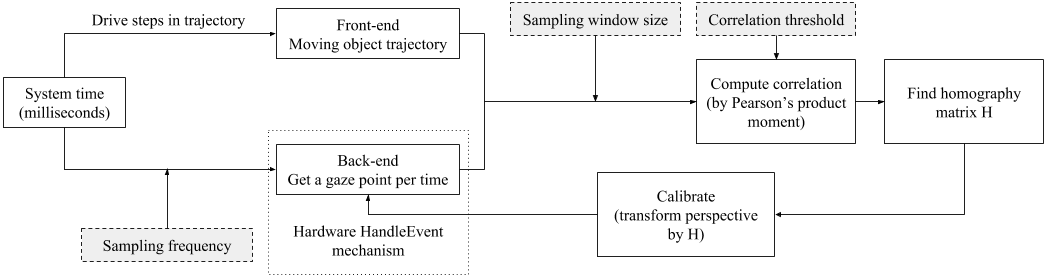 Drive steps in trajectory
Front-end
Moving object trajectory
Sampling window size
Correlation threshold
System time
(milliseconds)
Compute correlation
(by Pearson's product
moment)
Find homography
matrix H
Back-end
Get a gaze point per time
Calibrate
(transform perspective
by H)
Sampling frequency
Hardware HandleEvent
mechanism